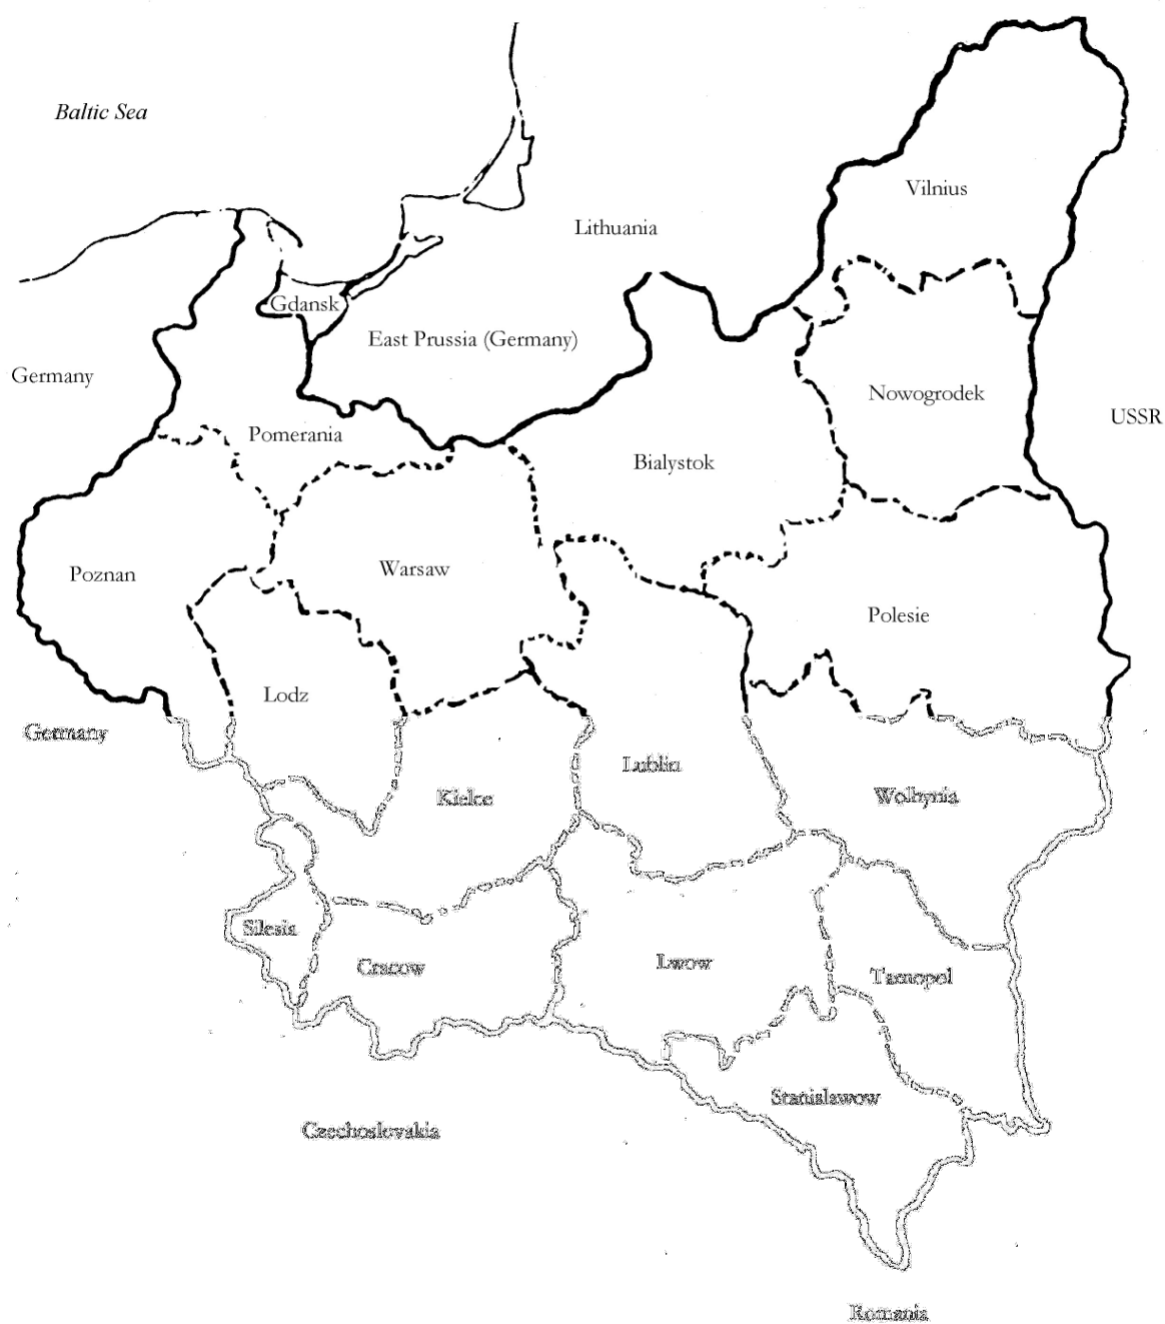 Baltic Sea
Vilnius
Lithuania
Gdansk
East Prussia (Germany)
Germany
Nowogrodek
USSR
Pomerania
Bialystok
Warsaw
Poznan
Polesie
Lodz
Germany
Lublin
Kielce
Wolhynia
Silesia
Cracow
Lwow
Tarnopol
Stanislawow
Czechoslovakia
Romania